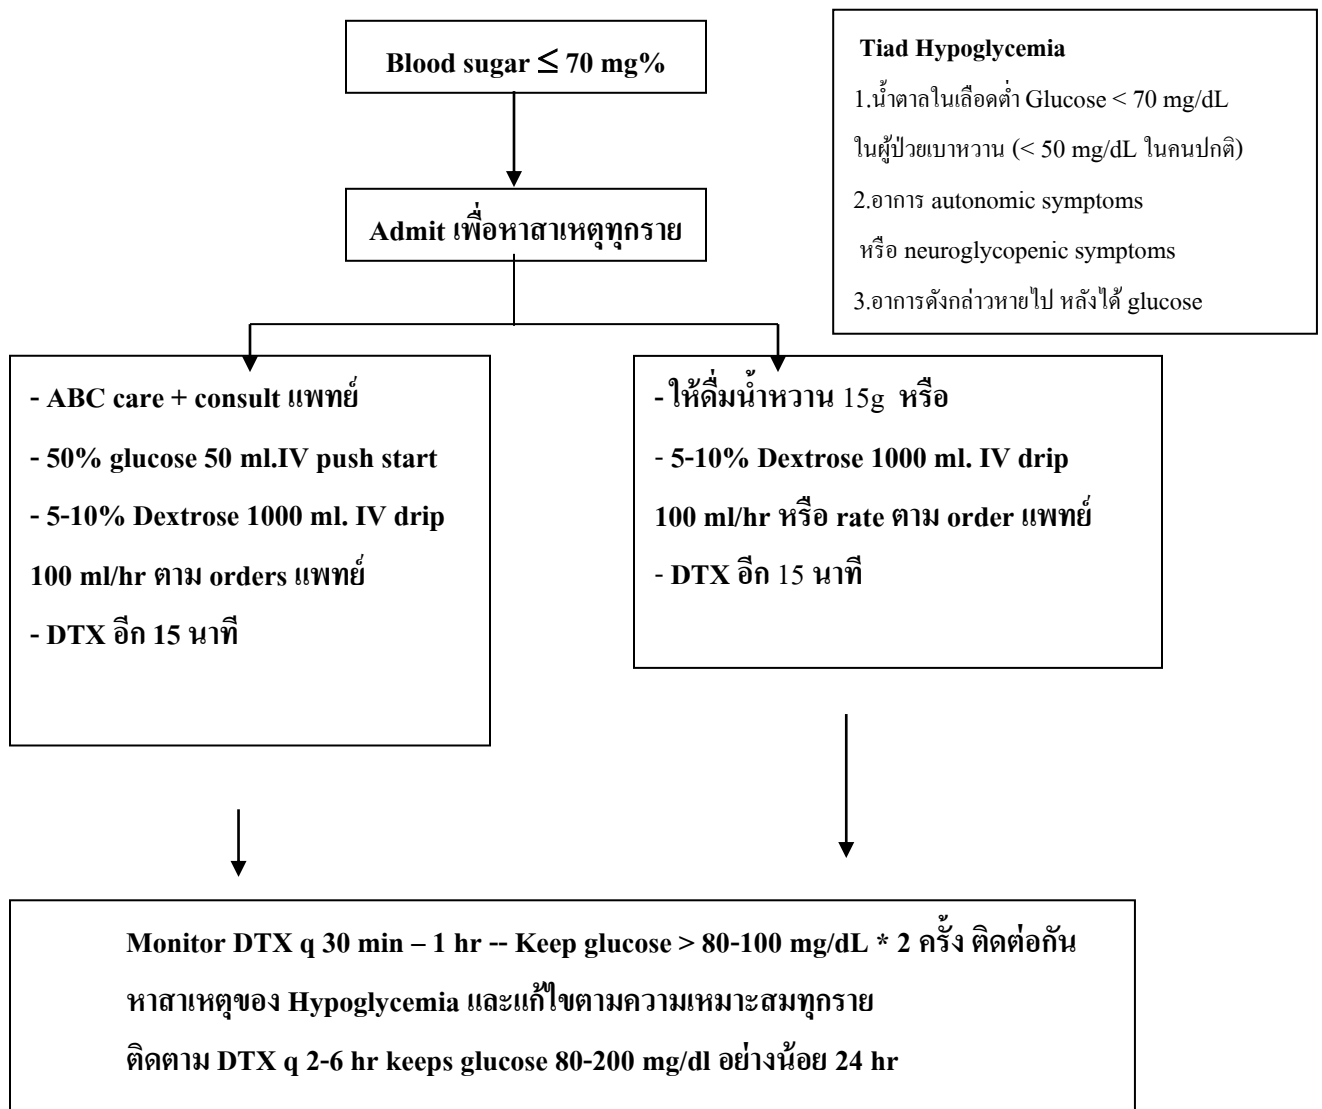 Blood sugar ≤ 70 mg%
Admit เพื่อหาสาเหตุทุกราย
Tiad Hypoglycemia
1.น้ำตาลในเลือดต่ำ Glucose < 70 mg/dL
ในผู้ป่วยเบาหวาน (< 50 mg/dL ในคนปกติ)
2.อาการ autonomic symptoms
หรือ neuroglycopenic symptoms
3.อาการดังกล่าวหายไป หลังได้ glucose
- ABC care + consult แพทย์
- 50% glucose 50 ml.IV push start
- 5-10% Dextrose 1000 ml. IV drip
100 ml/hr ตาม orders แพทย์
- DTX อีก 15 นาที
- ให้ดื่มน้ำหวาน 15g หรือ
- 5-10% Dextrose 1000 ml. IV drip
100 ml/hr หรือ rate ตาม order แพทย์
- DTX อีก 15 นาที
Monitor DTX q 30 min – 1 hr -- Keep glucose > 80-100 mg/dL * 2 ครั้ง ติดต่อกัน
หาสาเหตุของ Hypoglycemia และแก้ไขตามความเหมาะสมทุกราย
ติดตาม DTX q 2-6 hr keeps glucose 80-200 mg/dl อย่างน้อย 24 hr